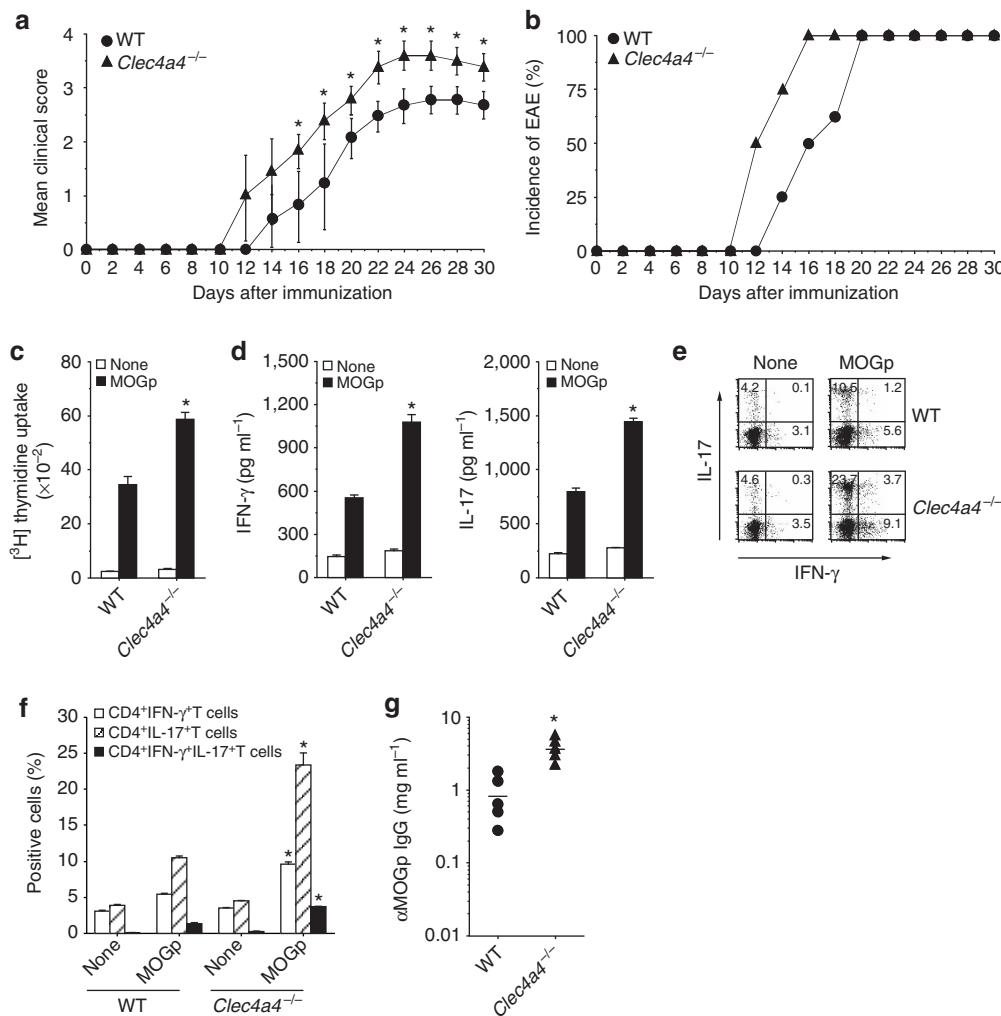 a
WT
Clec4a4⁻/⁻
* * * * * * * *
Mean clinical score
4
3
2
1
0
0 2 4 6 8 10 12 14 16 18 20 22 24 26 28 30
Days after immunization
b
WT
Clec4a4⁻/⁻
Incidence of EAE (%)
100
75
50
25
0
0 2 4 6 8 10 12 14 16 18 20 22 24 26 28 30
Days after immunization
c
None
MOGp
[³H] thymidine uptake
(×10⁻²)
80
60
40
20
0
*
WT
Clec4a4⁻/⁻
d
None
MOGp
IFN-γ (pg ml⁻¹)
1,500
1,200
900
600
300
0
*
WT
Clec4a4⁻/⁻
None
MOGp
IL-17 (pg ml⁻¹)
2,000
1,500
1,000
500
250
0
*
WT
Clec4a4⁻/⁻
e
None MOGp
4.2 0.1 10.5 1.2
3.1 5.6
WT
4.6 0.3 23.7 3.7
3.5 9.1
Clec4a4⁻/⁻
IL-17
IFN-γ
f
CD4⁺IFN-γ⁺T cells
CD4⁺IL-17⁺T cells
CD4⁺IFN-γ⁺IL-17⁺T cells
Positive cells (%)
30
25
20
15
10
5
0
* * *
None MOGp None MOGp
WT Clec4a4⁻/⁻
g
αMOGp IgG (mg ml⁻¹)
10
1
0.1
0.01
*
WT
Clec4a4⁻/⁻